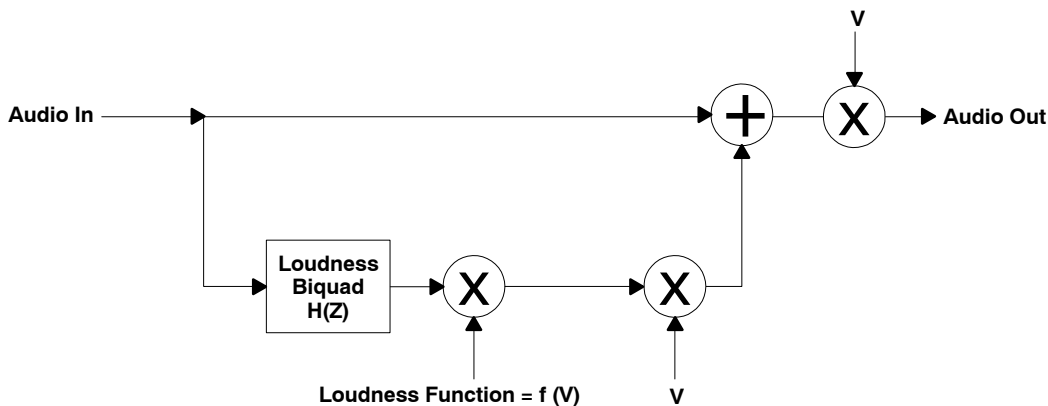 V
Audio In
+
X
Audio Out
Loudness
Biquad
H(Z)
X
X
Loudness Function = f (V)
V